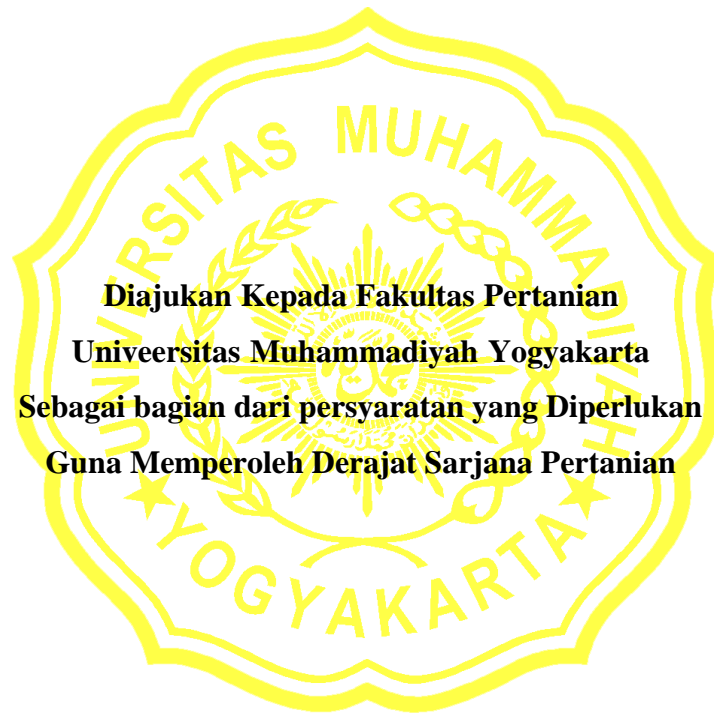 UNIVERSITAS MUHAMMADIYAH
Diajukan Kepada Fakultas Pertanian
Univeersitas Muhammadiyah Yogyakarta
Sebagai bagian dari persyaratan yang Diperlukan
Guna Memperoleh Derajat Sarjana Pertanian
YOGYAKARTA